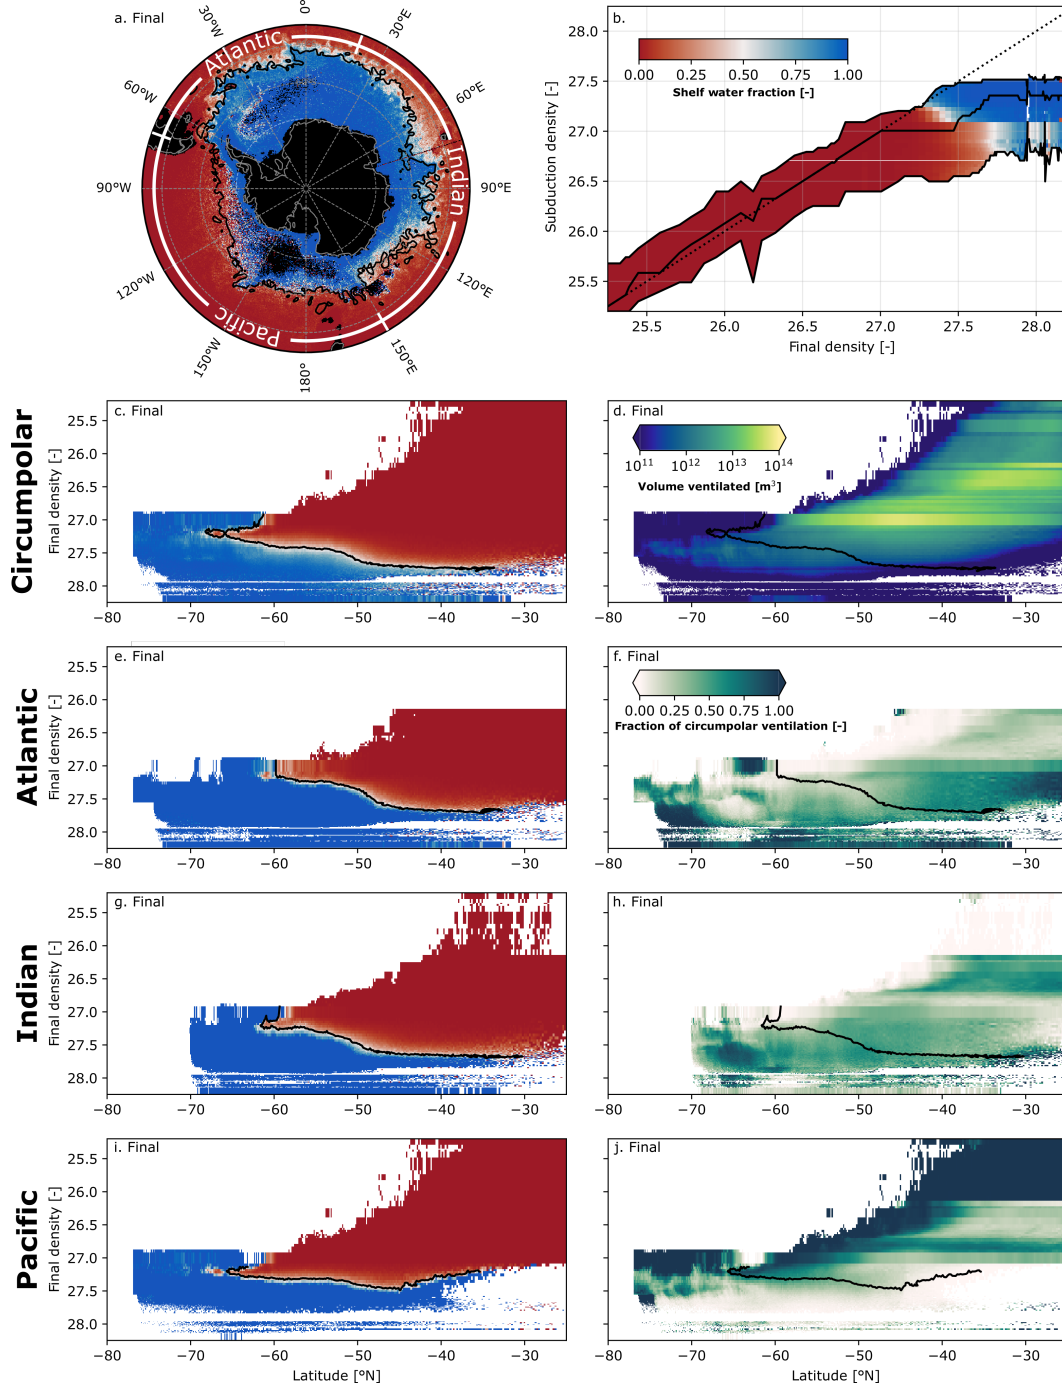 a. Final
0°
30°E
60°E
90°E
120°E
150°E
180°
150°W
120°W
90°W
60°W
30°W
Atlantic
Indian
Pacific
b.
0.00 0.25 0.50 0.75 1.00
Shelf water fraction [-]
Subduction density [-]
28.0
27.5
27.0
26.5
26.0
25.5
25.5 26.0 26.5 27.0 27.5 28.0
Final density [-]
Circumpolar
c. Final
Final density [-]
25.5
26.0
26.5
27.0
27.5
28.0
−80 −70 −60 −50 −40 −30
d. Final
10¹¹ 10¹² 10¹³ 10¹⁴
Volume ventilated [m³]
−80 −70 −60 −50 −40 −30
Atlantic
e. Final
Final density [-]
25.5
26.0
26.5
27.0
27.5
28.0
−80 −70 −60 −50 −40 −30
f. Final
0.00 0.25 0.50 0.75 1.00
Fraction of circumpolar ventilation [-]
−80 −70 −60 −50 −40 −30
Indian
g. Final
Final density [-]
25.5
26.0
26.5
27.0
27.5
28.0
−80 −70 −60 −50 −40 −30
h. Final
−80 −70 −60 −50 −40 −30
Pacific
i. Final
Final density [-]
25.5
26.0
26.5
27.0
27.5
28.0
−80 −70 −60 −50 −40 −30
Latitude [°N]
j. Final
−80 −70 −60 −50 −40 −30
Latitude [°N]